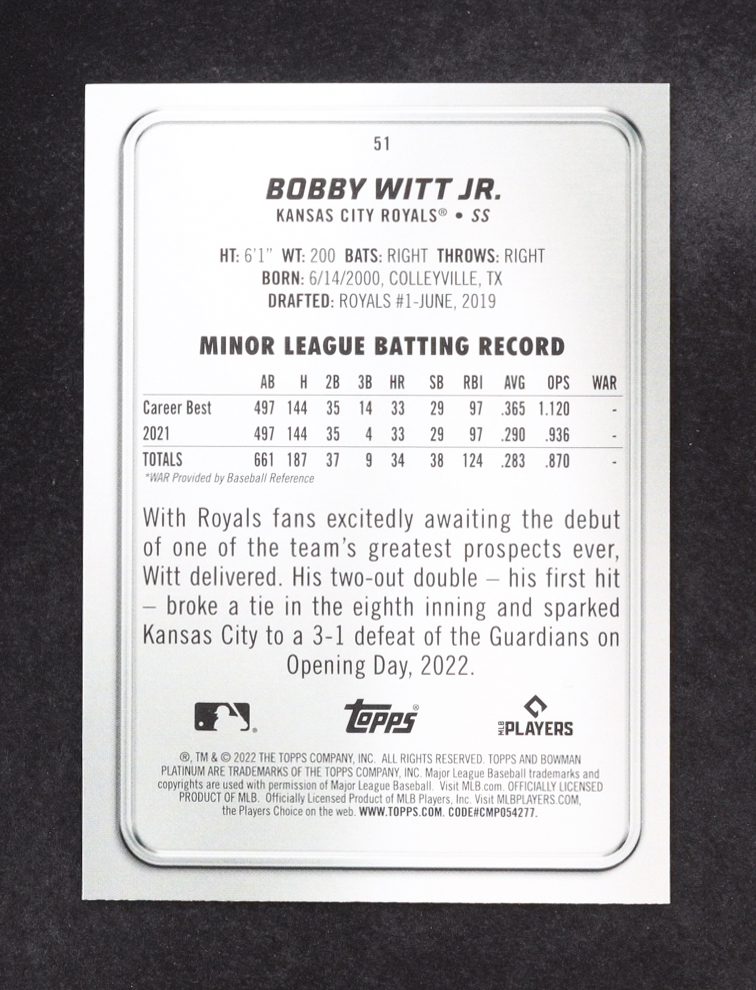 51
BOBBY WITT JR.
KANSAS CITY ROYALS® • SS
HT: 6'1" WT: 200 BATS: RIGHT THROWS: RIGHT
BORN: 6/14/2000, COLLEYVILLE, TX
DRAFTED: ROYALS #1-JUNE, 2019
MINOR LEAGUE BATTING RECORD
AB H 2B 3B HR SB RBI AVG OPS WAR
Career Best 497 144 35 14 33 29 97 .365 1.120 -
2021 497 144 35 4 33 29 97 .290 .936 -
TOTALS 661 187 37 9 34 38 124 .283 .870 -
*WAR Provided by Baseball Reference
With Royals fans excitedly awaiting the debut
of one of the team's greatest prospects ever,
Witt delivered. His two-out double – his first hit
– broke a tie in the eighth inning and sparked
Kansas City to a 3-1 defeat of the Guardians on
Opening Day, 2022.
® Topps® MLB PLAYERS
®, TM & © 2022 THE TOPPS COMPANY, INC. ALL RIGHTS RESERVED. TOPPS AND BOWMAN
PLATINUM ARE TRADEMARKS OF THE TOPPS COMPANY, INC. Major League Baseball trademarks and
copyrights are used with permission of Major League Baseball. Visit MLB.com. OFFICIALLY LICENSED
PRODUCT OF MLB. Officially Licensed Product of MLB Players, Inc. Visit MLBPLAYERS.COM,
the Players Choice on the web. WWW.TOPPS.COM. CODE#CMP054277.